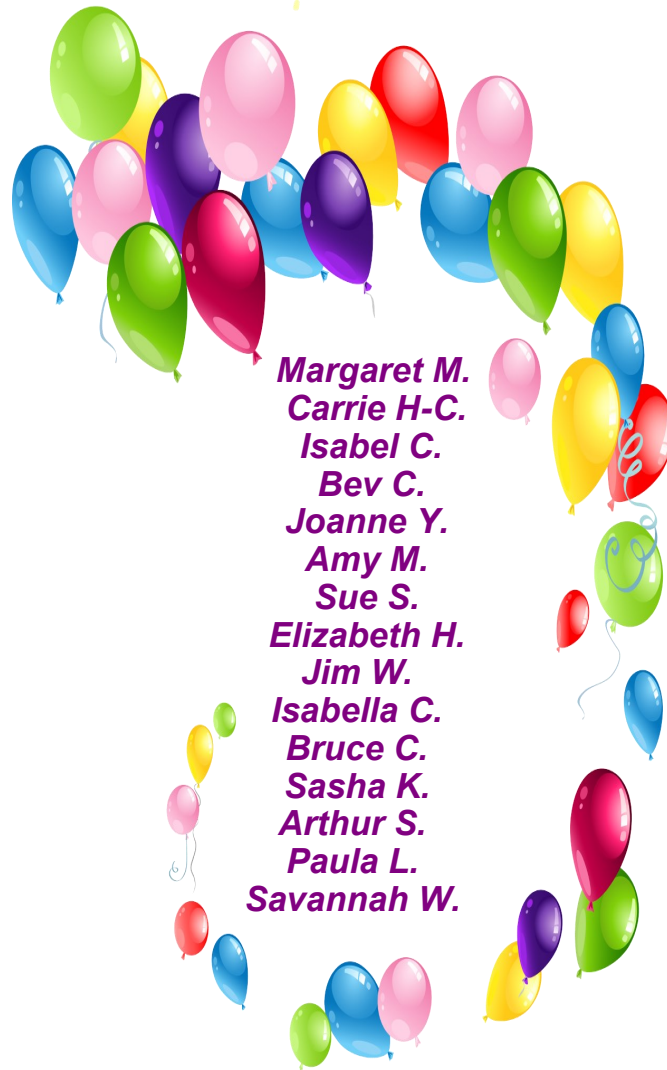 Margaret M.
Carrie H-C.
Isabel C.
Bev C.
Joanne Y.
Amy M.
Sue S.
Elizabeth H.
Jim W.
Isabella C.
Bruce C.
Sasha K.
Arthur S.
Paula L.
Savannah W.